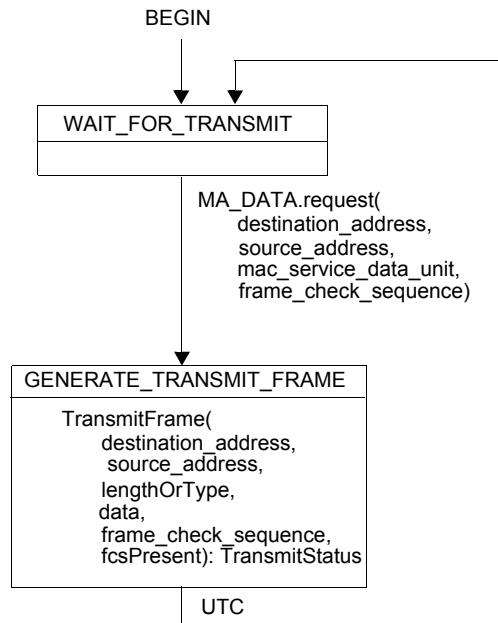 BEGIN
WAIT_FOR_TRANSMIT
MA_DATA.request(
destination_address,
source_address,
mac_service_data_unit,
frame_check_sequence)
GENERATE_TRANSMIT_FRAME
TransmitFrame(
destination_address,
source_address,
lengthOrType,
data,
frame_check_sequence,
fcsPresent): TransmitStatus
UTC